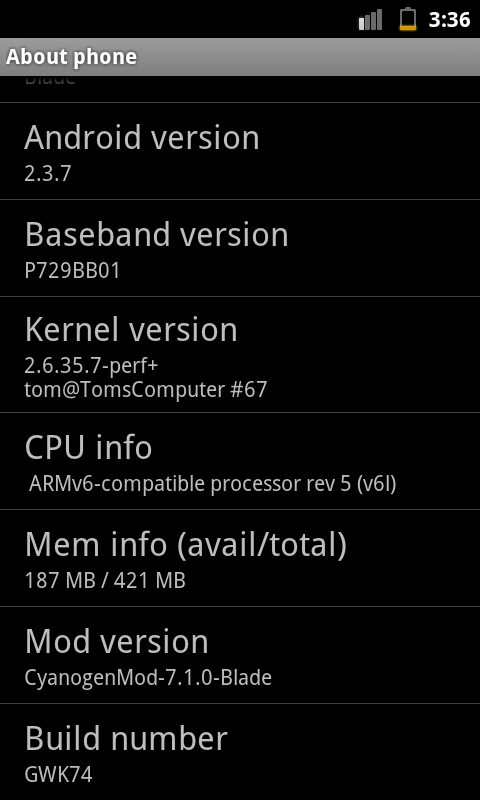 3:36
About phone
Blade
Android version
2.3.7
Baseband version
P729BB01
Kernel version
2.6.35.7-perf+
tom@TomsComputer #67
CPU info
ARMv6-compatible processor rev 5 (v6l)
Mem info (avail/total)
187 MB / 421 MB
Mod version
CyanogenMod-7.1.0-Blade
Build number
GWK74